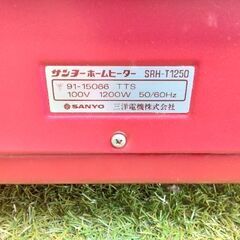 サンヨーホームヒーター SRH-T1250
〒 91-15086 TTS
100V 1200W 50/60Hz
SANYO 三洋電機株式会社